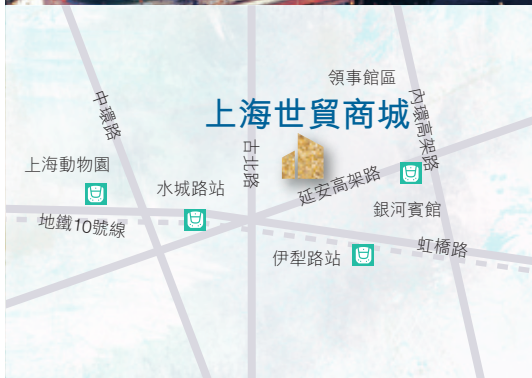 領事館區
上海世貿商城
中環路
內環高架路
古北路
上海動物園
水城路站
延安高架路
銀河賓館
地鐵10號線
伊犁路站
虹橋路